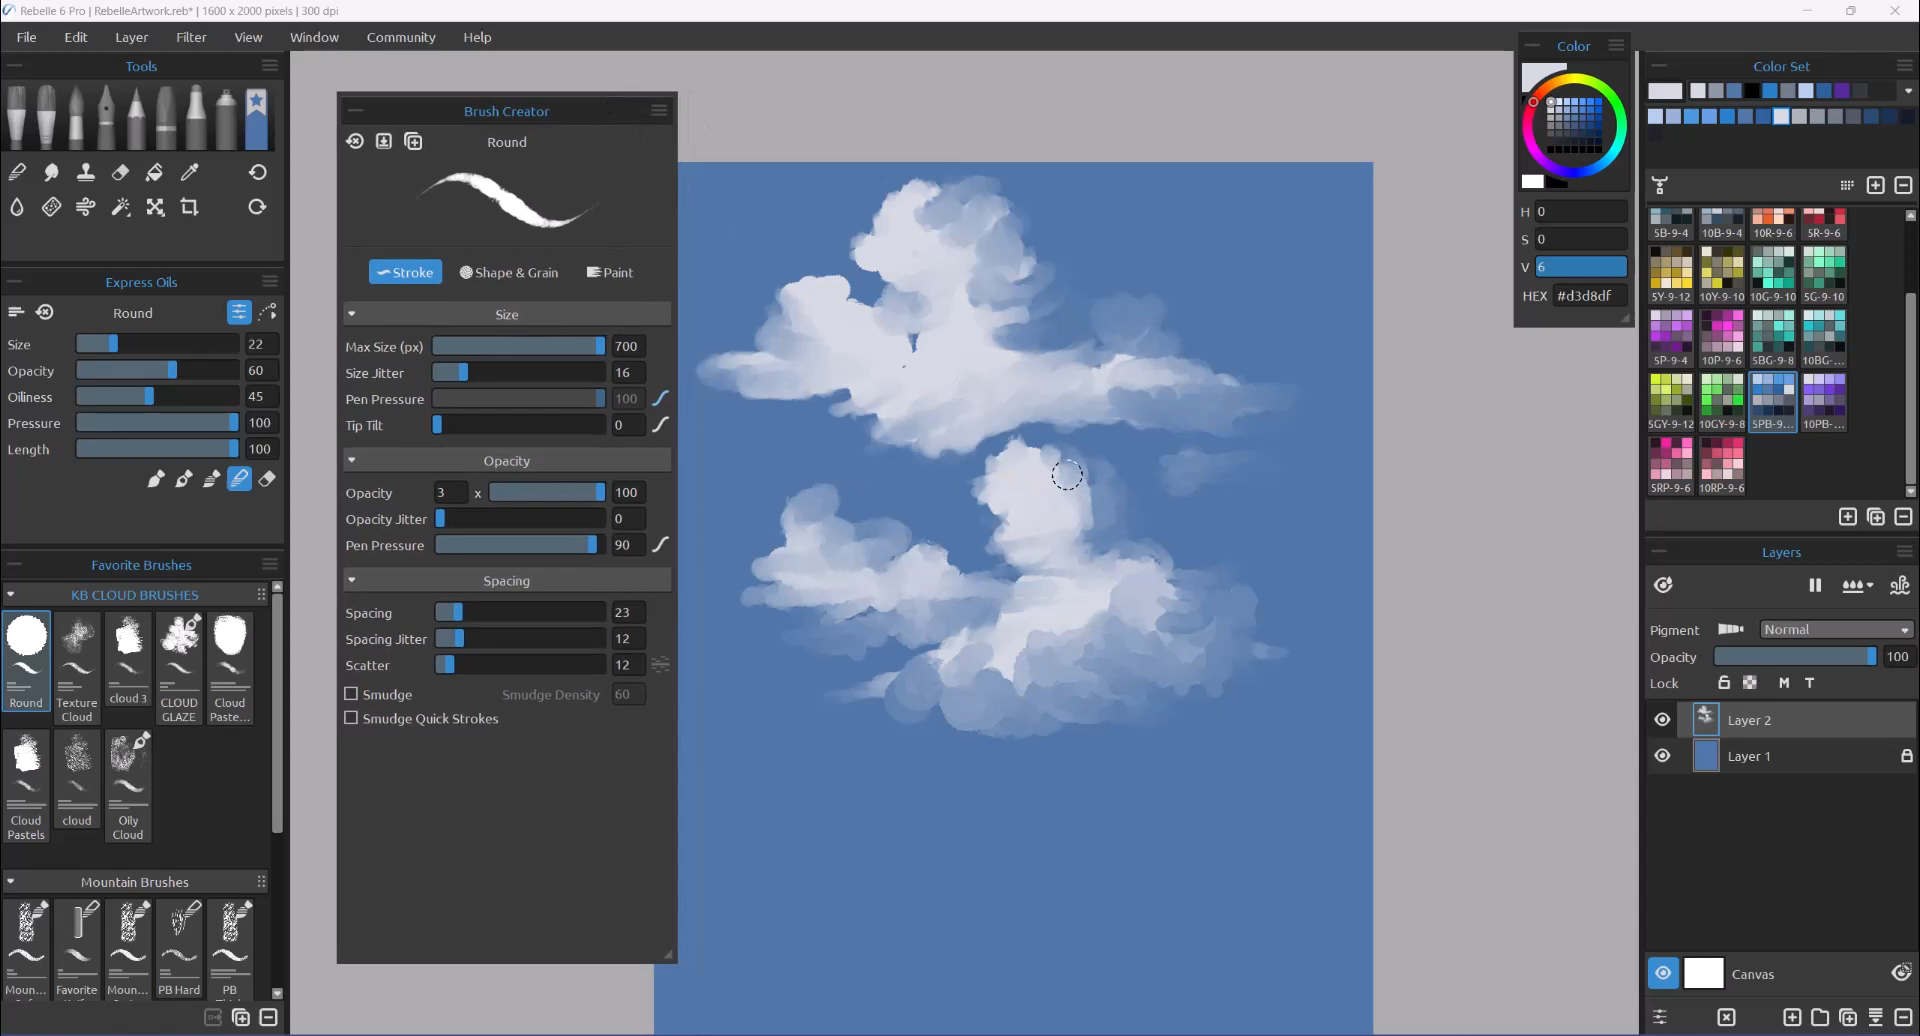 Rebelle 6 Pro | RebelleArtwork.reb* | 1600 x 2000 pixels | 300 dpi
File Edit Layer Filter View Window Community Help
Tools
Express Oils
Round
Size 22
Opacity 60
Oiliness 45
Pressure 100
Length 100
Favorite Brushes
KB CLOUD BRUSHES
Round
Texture Cloud
cloud 3
CLOUD GLAZE
Cloud Paste...
Cloud Pastels
cloud
Oily Cloud
Mountain Brushes
Moun...
Favorite
Moun...
PB Hard
PB
Brush Creator
Round
Stroke Shape & Grain Paint
Size
Max Size (px) 700
Size Jitter 16
Pen Pressure 100
Tip Tilt 0
Opacity
Opacity 3 x 100
Opacity Jitter 0
Pen Pressure 90
Spacing
Spacing 23
Spacing Jitter 12
Scatter 12
Smudge Smudge Density 60
Smudge Quick Strokes
Color
H 0
S 0
V 6
HEX #d3d8df
Color Set
5B-9-4 10B-9-4 10R-9-6 5R-9-6
5Y-9-12 10Y-9-10 10G-9-10 5G-9-10
5P-9-4 10P-9-6 5BG-9-8 10BG-...
5GY-9-12 10GY-9-8 5PB-9... 10PB-...
5RP-9-6 10RP-9-6
Layers
Pigment Normal
Opacity 100
Lock M T
Layer 2
Layer 1
Canvas